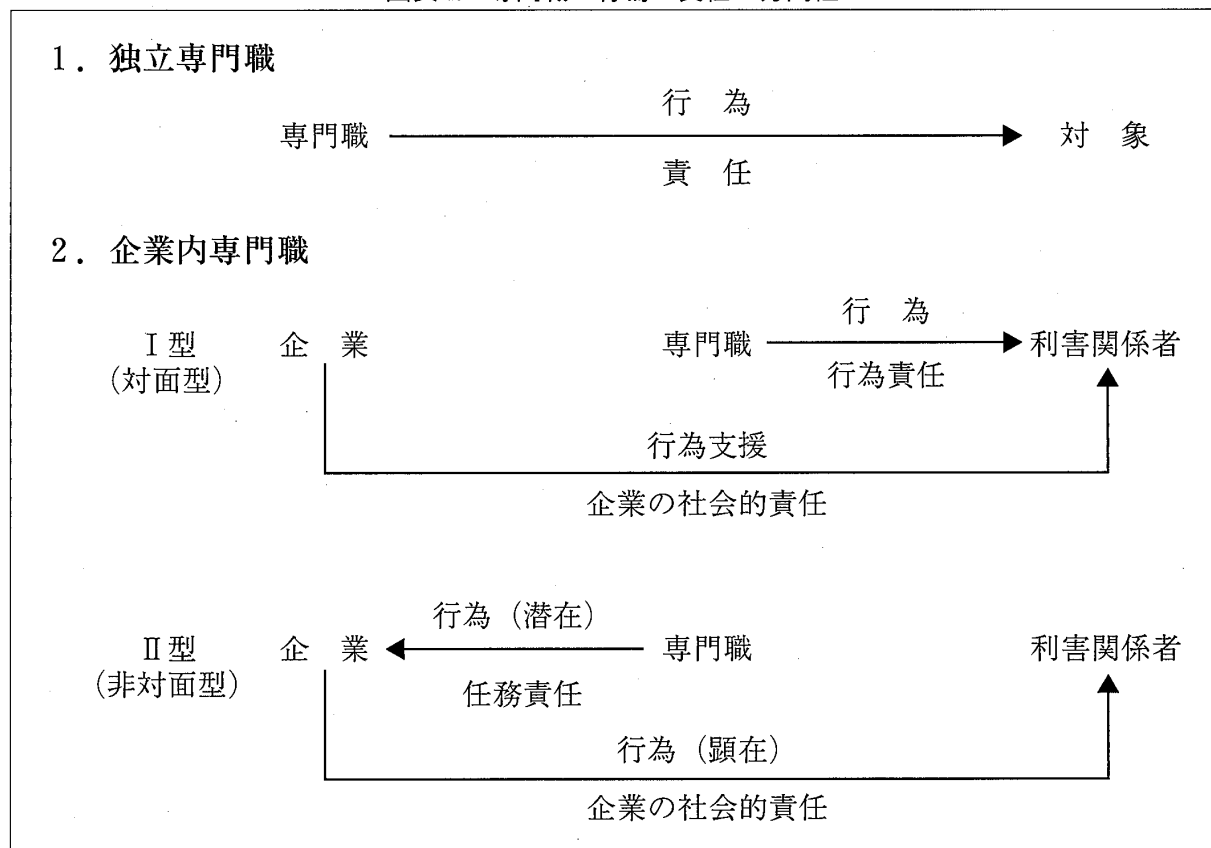 1．独立専門職
行 為
専門職 対 象
責 任
2．企業内専門職
行 為
Ⅰ型 企 業 専門職 利害関係者
(対面型) 行為責任
行為支援
企業の社会的責任
行為（潜在）
Ⅱ型 企 業 専門職 利害関係者
(非対面型) 任務責任
行為（顕在）
企業の社会的責任